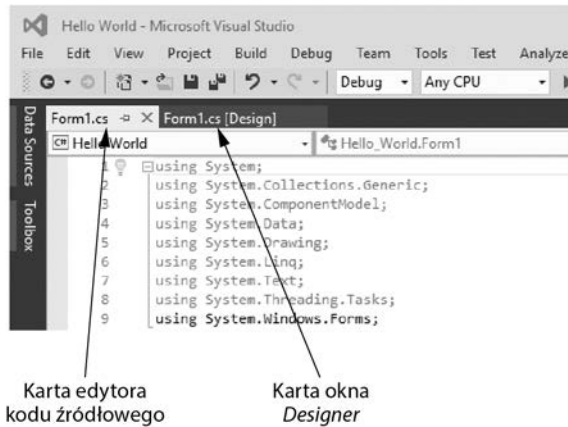 Hello World - Microsoft Visual Studio
File Edit View Project Build Debug Team Tools Test Analyze
Debug Any CPU
Data Sources
Toolbox
Form1.cs Form1.cs [Design]
C# Hello World Hello_World.Form1
1 using System;
2 using System.Collections.Generic;
3 using System.ComponentModel;
4 using System.Data;
5 using System.Drawing;
6 using System.Linq;
7 using System.Text;
8 using System.Threading.Tasks;
9 using System.Windows.Forms;
Karta edytora
kodu źródłowego
Karta okna
Designer